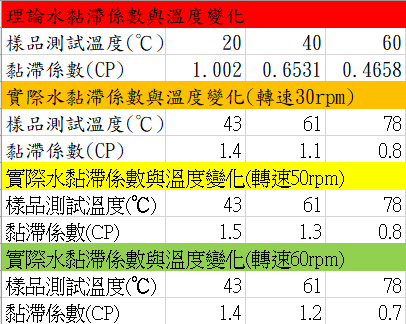 理論水黏滯係數與溫度變化
樣品測試溫度(℃) 20 40 60
黏滯係數(CP) 1.002 0.6531 0.4658
實際水黏滯係數與溫度變化(轉速30rpm)
樣品測試溫度(℃) 43 61 78
黏滯係數(CP) 1.4 1.1 0.8
實際水黏滯係數與溫度變化(轉速50rpm)
樣品測試溫度(℃) 43 61 78
黏滯係數(CP) 1.5 1.3 0.8
實際水黏滯係數與溫度變化(轉速60rpm)
樣品測試溫度(℃) 43 61 78
黏滯係數(CP) 1.4 1.2 0.7